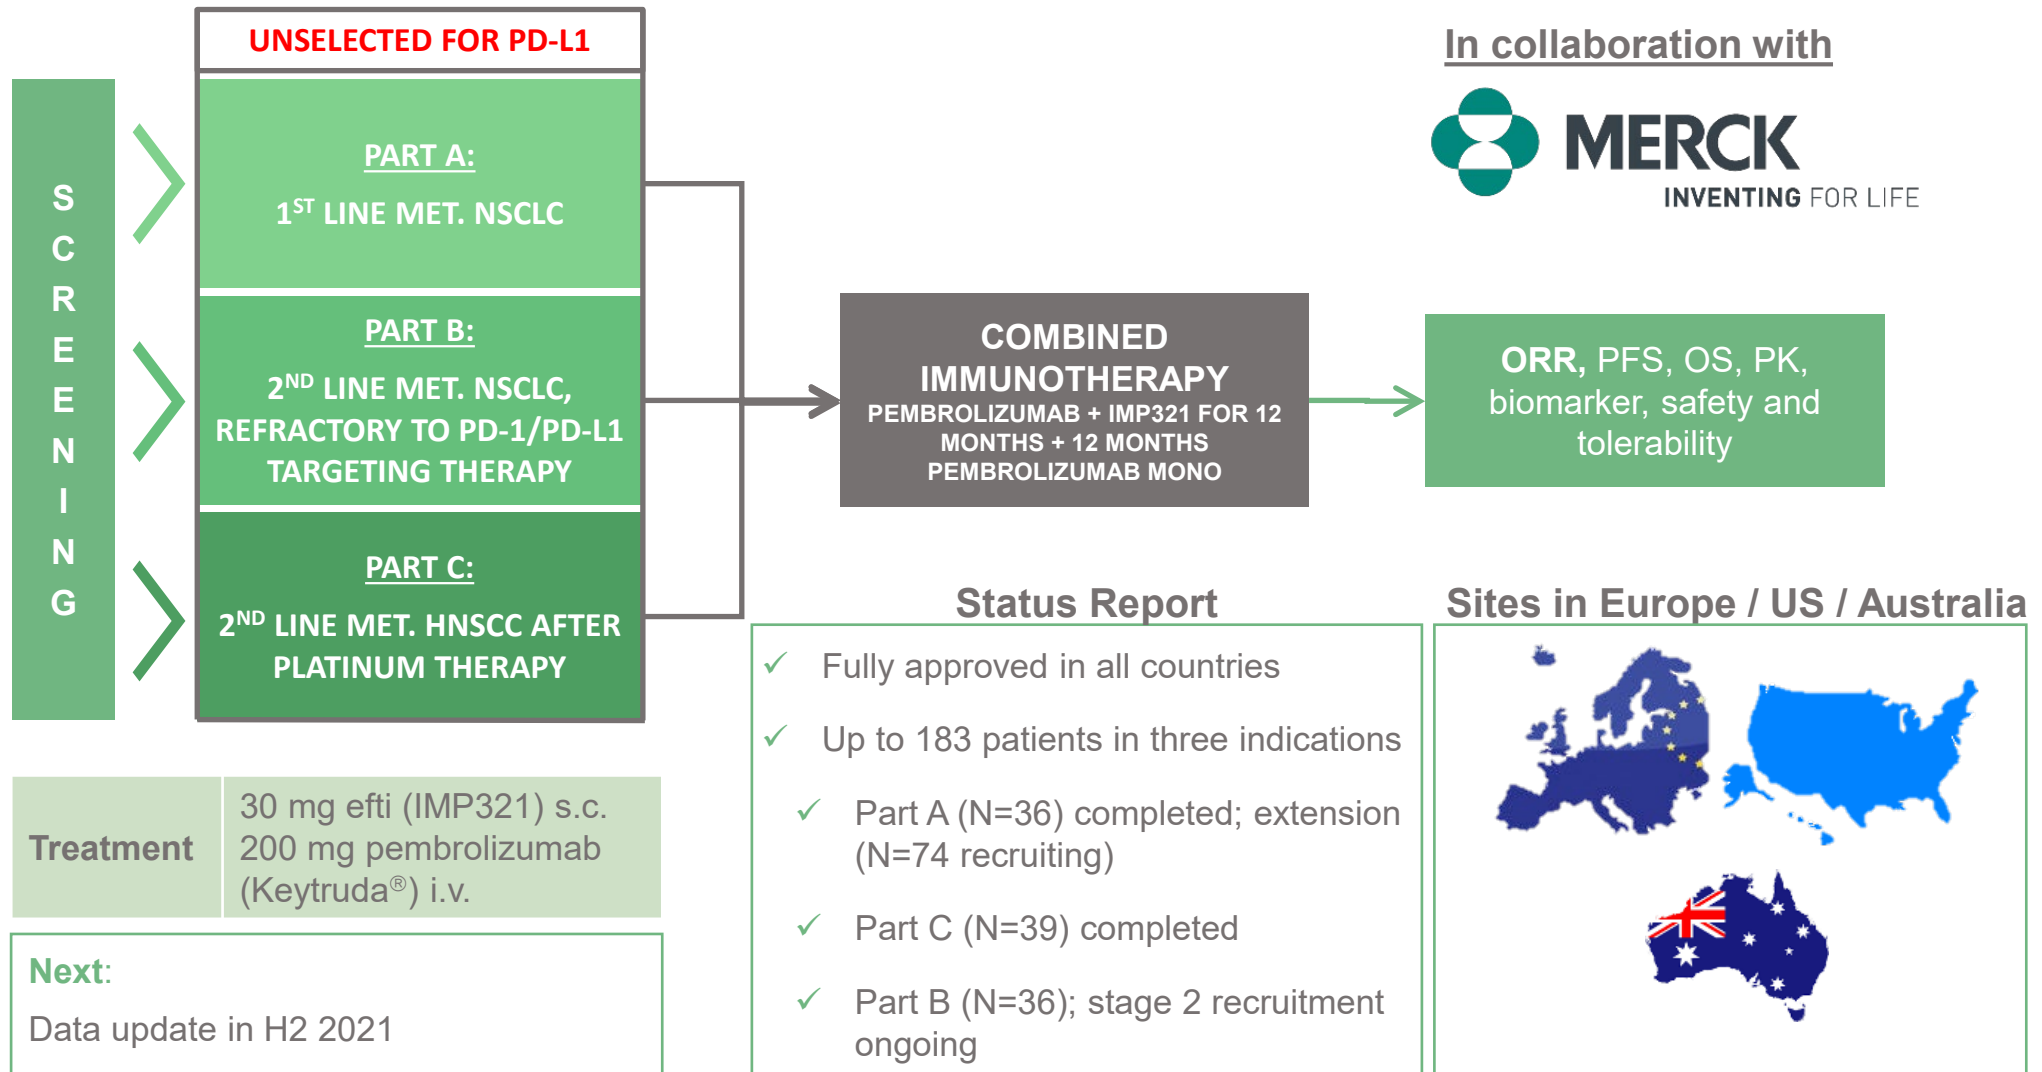 UNSELECTED FOR PD-L1
SCREENING
PART A:
1ST LINE MET. NSCLC
PART B:
2ND LINE MET. NSCLC,
REFRACTORY TO PD-1/PD-L1
TARGETING THERAPY
PART C:
2ND LINE MET. HNSCC AFTER
PLATINUM THERAPY
COMBINED
IMMUNOTHERAPY
PEMBROLIZUMAB + IMP321 FOR 12
MONTHS + 12 MONTHS
PEMBROLIZUMAB MONO
In collaboration with
MERCK
INVENTING FOR LIFE
ORR, PFS, OS, PK,
biomarker, safety and
tolerability
Treatment
30 mg efti (IMP321) s.c.
200 mg pembrolizumab
(Keytruda®) i.v.
Next:
Data update in H2 2021
Status Report
✓ Fully approved in all countries
✓ Up to 183 patients in three indications
✓ Part A (N=36) completed; extension
(N=74 recruiting)
✓ Part C (N=39) completed
✓ Part B (N=36); stage 2 recruitment
ongoing
Sites in Europe / US / Australia